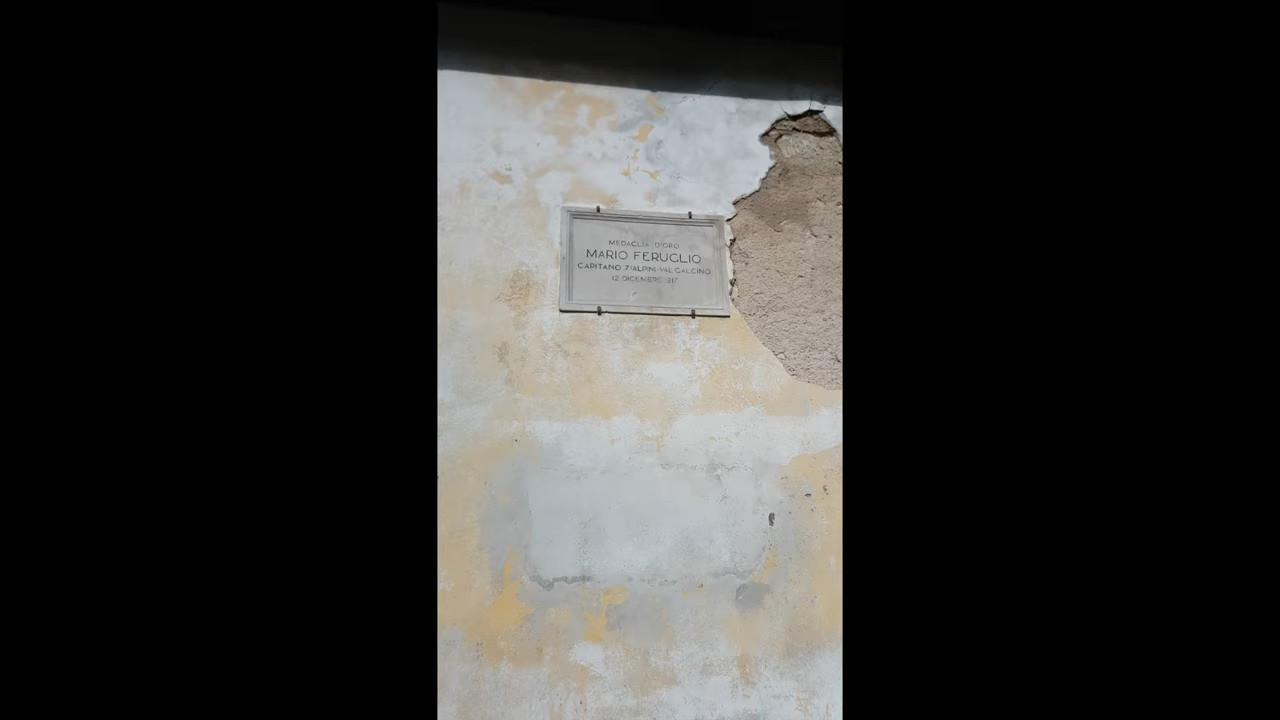 MEDAGLIA D'ORO
MARIO FERUGLIO
CAPITANO 7° ALPINI-VAL CALCINO
12 DICEMBRE 1917